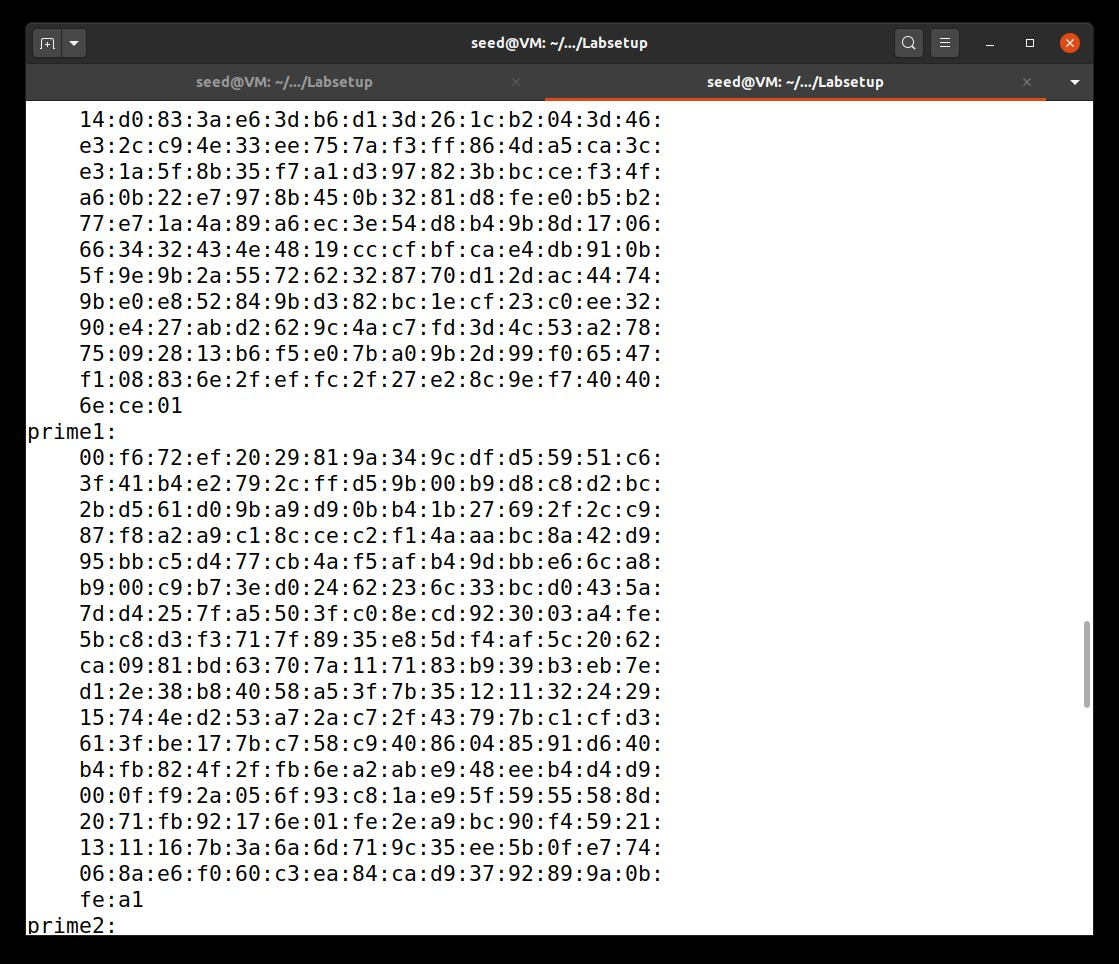 seed@VM: ~/.../Labsetup
seed@VM: ~/.../Labsetup
seed@VM: ~/.../Labsetup
14:d0:83:3a:e6:3d:b6:d1:3d:26:1c:b2:04:3d:46:
e3:2c:c9:4e:33:ee:75:7a:f3:ff:86:4d:a5:ca:3c:
e3:1a:5f:8b:35:f7:a1:d3:97:82:3b:bc:ce:f3:4f:
a6:0b:22:e7:97:8b:45:0b:32:81:d8:fe:e0:b5:b2:
77:e7:1a:4a:89:a6:ec:3e:54:d8:b4:9b:8d:17:06:
66:34:32:43:4e:48:19:cc:cf:bf:ca:e4:db:91:0b:
5f:9e:9b:2a:55:72:62:32:87:70:d1:2d:ac:44:74:
9b:e0:e8:52:84:9b:d3:82:bc:1e:cf:23:c0:ee:32:
90:e4:27:ab:d2:62:9c:4a:c7:fd:3d:4c:53:a2:78:
75:09:28:13:b6:f5:e0:7b:a0:9b:2d:99:f0:65:47:
f1:08:83:6e:2f:ef:fc:2f:27:e2:8c:9e:f7:40:40:
6e:ce:01
prime1:
00:f6:72:ef:20:29:81:9a:34:9c:df:d5:59:51:c6:
3f:41:b4:e2:79:2c:ff:d5:9b:00:b9:d8:c8:d2:bc:
2b:d5:61:d0:9b:a9:d9:0b:b4:1b:27:69:2f:2c:c9:
87:f8:a2:a9:c1:8c:ce:c2:f1:4a:aa:bc:8a:42:d9:
95:bb:c5:d4:77:cb:4a:f5:af:b4:9d:bb:e6:6c:a8:
b9:00:c9:b7:3e:d0:24:62:23:6c:33:bc:d0:43:5a:
7d:d4:25:7f:a5:50:3f:c0:8e:cd:92:30:03:a4:fe:
5b:c8:d3:f3:71:7f:89:35:e8:5d:f4:af:5c:20:62:
ca:09:81:bd:63:70:7a:11:71:83:b9:39:b3:eb:7e:
d1:2e:38:b8:40:58:a5:3f:7b:35:12:11:32:24:29:
15:74:4e:d2:53:a7:2a:c7:2f:43:79:7b:c1:cf:d3:
61:3f:be:17:7b:c7:58:c9:40:86:04:85:91:d6:40:
b4:fb:82:4f:2f:fb:6e:a2:ab:e9:48:ee:b4:d4:d9:
00:0f:f9:2a:05:6f:93:c8:1a:e9:5f:59:55:58:8d:
20:71:fb:92:17:6e:01:fe:2e:a9:bc:90:f4:59:21:
13:11:16:7b:3a:6a:6d:71:9c:35:ee:5b:0f:e7:74:
06:8a:e6:f0:60:c3:ea:84:ca:d9:37:92:89:9a:0b:
fe:a1
prime2: